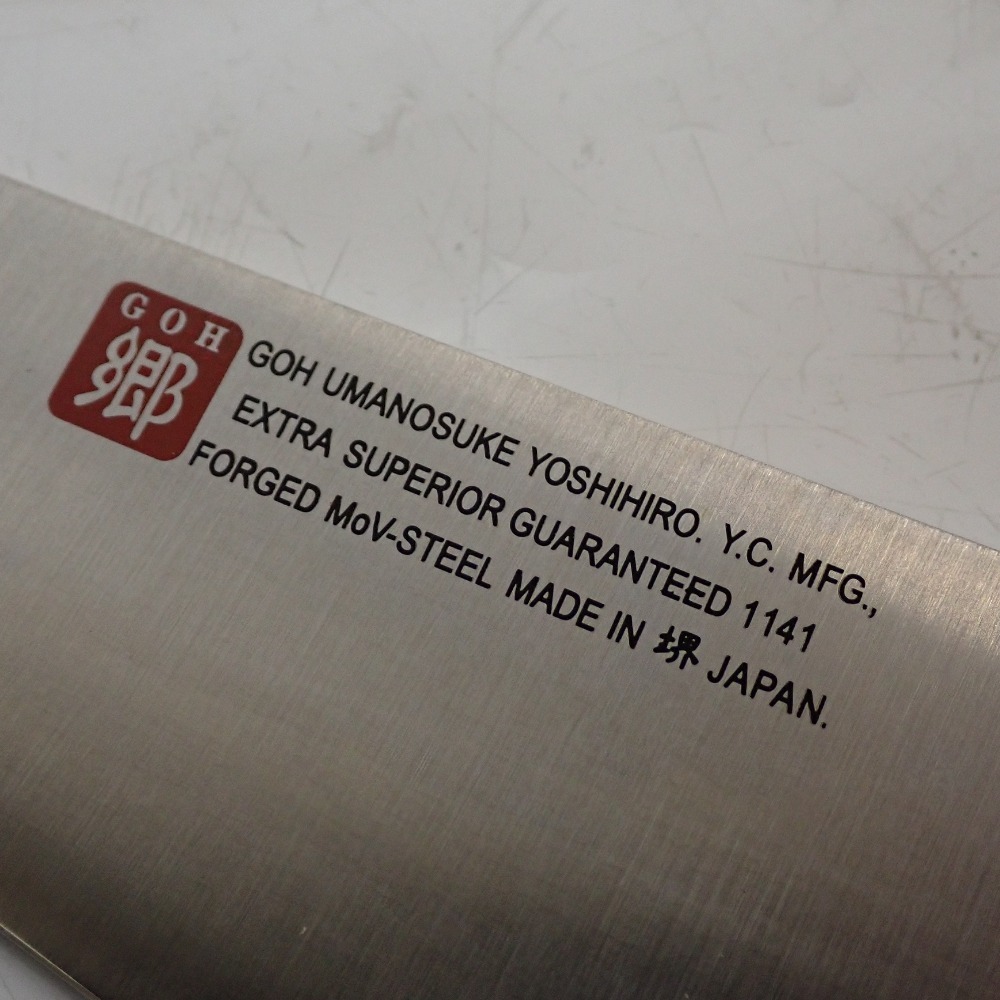 GOH
郷
GOH UMANOSUKE YOSHIHIRO. Y.C. MFG.,
EXTRA SUPERIOR GUARANTEED 1141
FORGED MoV-STEEL MADE IN 堺 JAPAN.